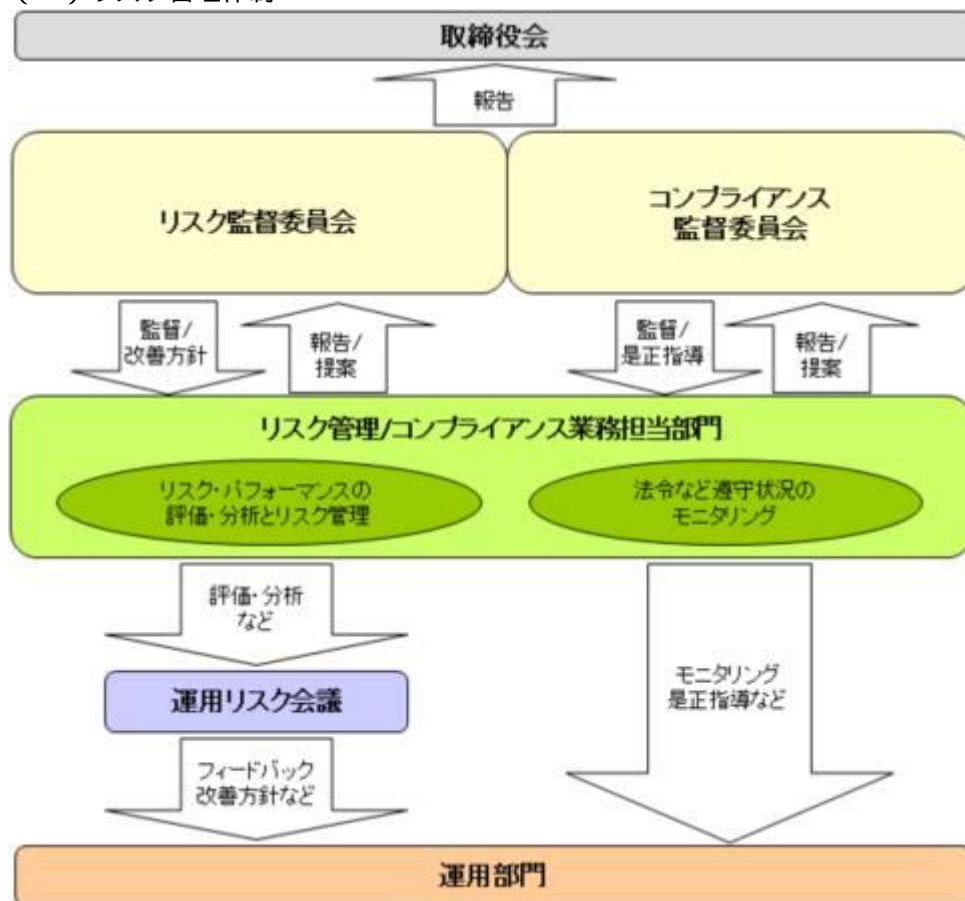 取締役会
報告
リスク監督委員会
コンプライアンス
監督委員会
監督/
改善方針
報告/
提案
監督/
是正指導
報告/
提案
リスク管理/コンプライアンス業務担当部門
リスク・パフォーマンスの
評価・分析とリスク管理
法令など遵守状況の
モニタリング
評価・分析
など
運用リスク会議
モニタリング
是正指導など
フィードバック
改善方針など
運用部門